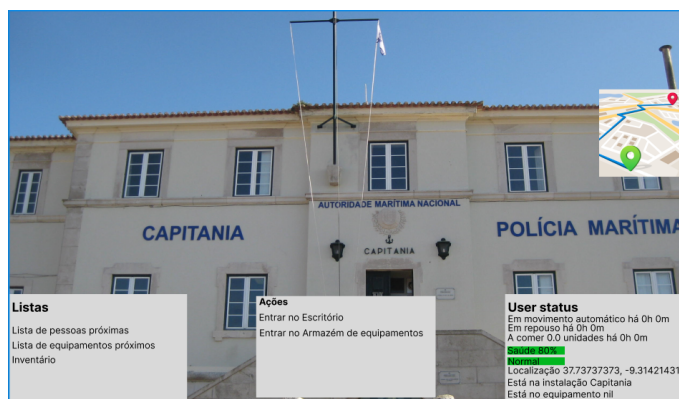 AUTORIDADE MARÍTIMA NACIONAL
CAPITANIA
POLÍCIA MARÍTIMA
CAPITANIA
Listas
Lista de pessoas próximas
Lista de equipamentos próximos
Inventário
Ações
Entrar no Escritório
Entrar no Armazém de equipamentos
User status
Em movimento automático há 0h 0m
Em repouso há 0h 0m
A comer 0.0 unidades há 0h 0m
Saúde 80%
Normal
Localização 37.73737373, -9.31421431
Está na instalação Capitania
Está no equipamento nil